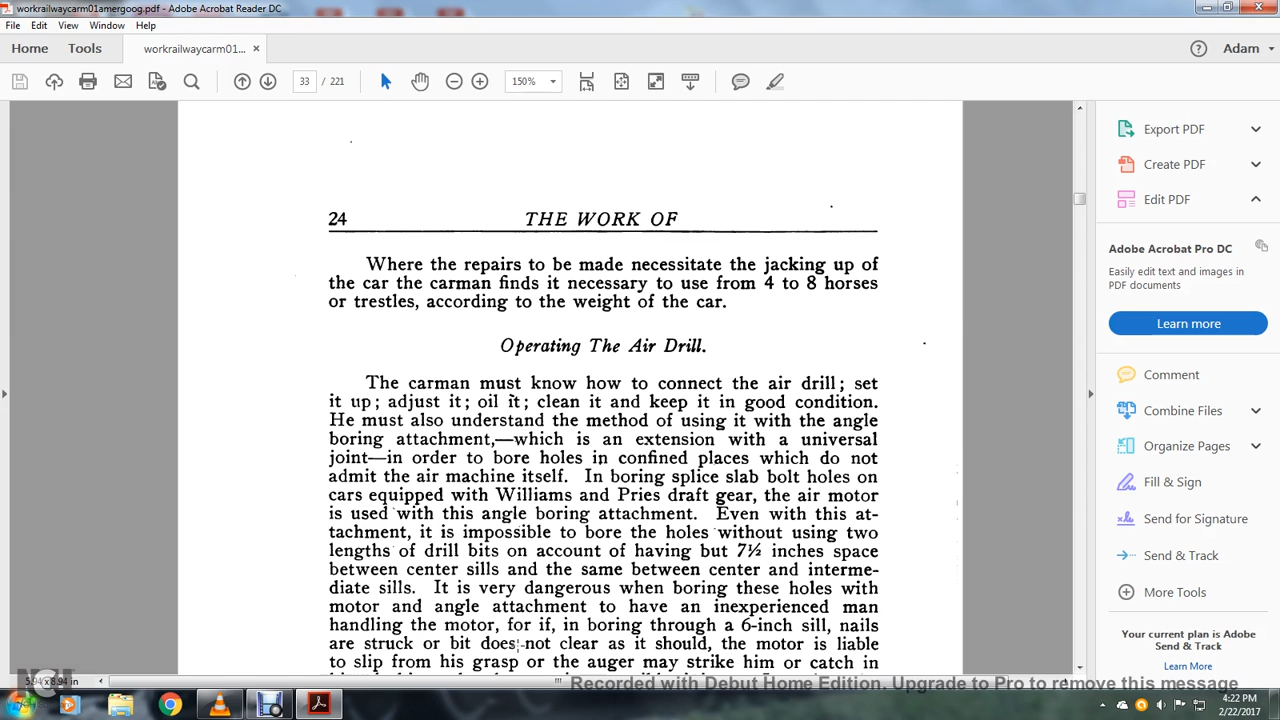 workrailwaycarm01amergoog.pdf - Adobe Acrobat Reader DC
File Edit View Window Help
Home Tools workrailwaycarm01... × Adam
33 / 221 150%
24 THE WORK OF
Where the repairs to be made necessitate the jacking up of
the car the carman finds it necessary to use from 4 to 8 horses
or trestles, according to the weight of the car.
Operating The Air Drill.
The carman must know how to connect the air drill; set
it up; adjust it; oil it; clean it and keep it in good condition.
He must also understand the method of using it with the angle
boring attachment,—which is an extension with a universal
joint—in order to bore holes in confined places which do not
admit the air machine itself. In boring splice slab bolt holes on
cars equipped with Williams and Pries draft gear, the air motor
is used with this angle boring attachment. Even with this at-
tachment, it is impossible to bore the holes without using two
lengths of drill bits on account of having but 7½ inches space
between center sills and the same between center and interme-
diate sills. It is very dangerous when boring these holes with
motor and angle attachment to have an inexperienced man
handling the motor, for if, in boring through a 6-inch sill, nails
are struck or bit does not clear as it should, the motor is liable
to slip from his grasp or the auger may strike him or catch in
Export PDF
Create PDF
Edit PDF
Adobe Acrobat Pro DC
Easily edit text and images in
PDF documents
Learn more
Comment
Combine Files
Organize Pages
Fill & Sign
Send for Signature
Send & Track
More Tools
Your current plan is Adobe
Send & Track
Learn More
5.94 x 8.94 in
Recorded with Debut Home Edition. Upgrade to Pro to remove this message
4:22 PM
2/22/2017